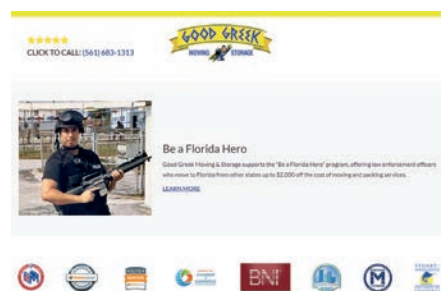 GOOD GREEK
MOVING & STORAGE
CLICK TO CALL: (561) 683-1313
Be a Florida Hero
Good Greek Moving & Storage supports the "Be a Florida Hero" program, offering law enforcement officers
who move to Florida from other states up to $2,000 off the cost of moving and packing services.
LEARN MORE
BNI